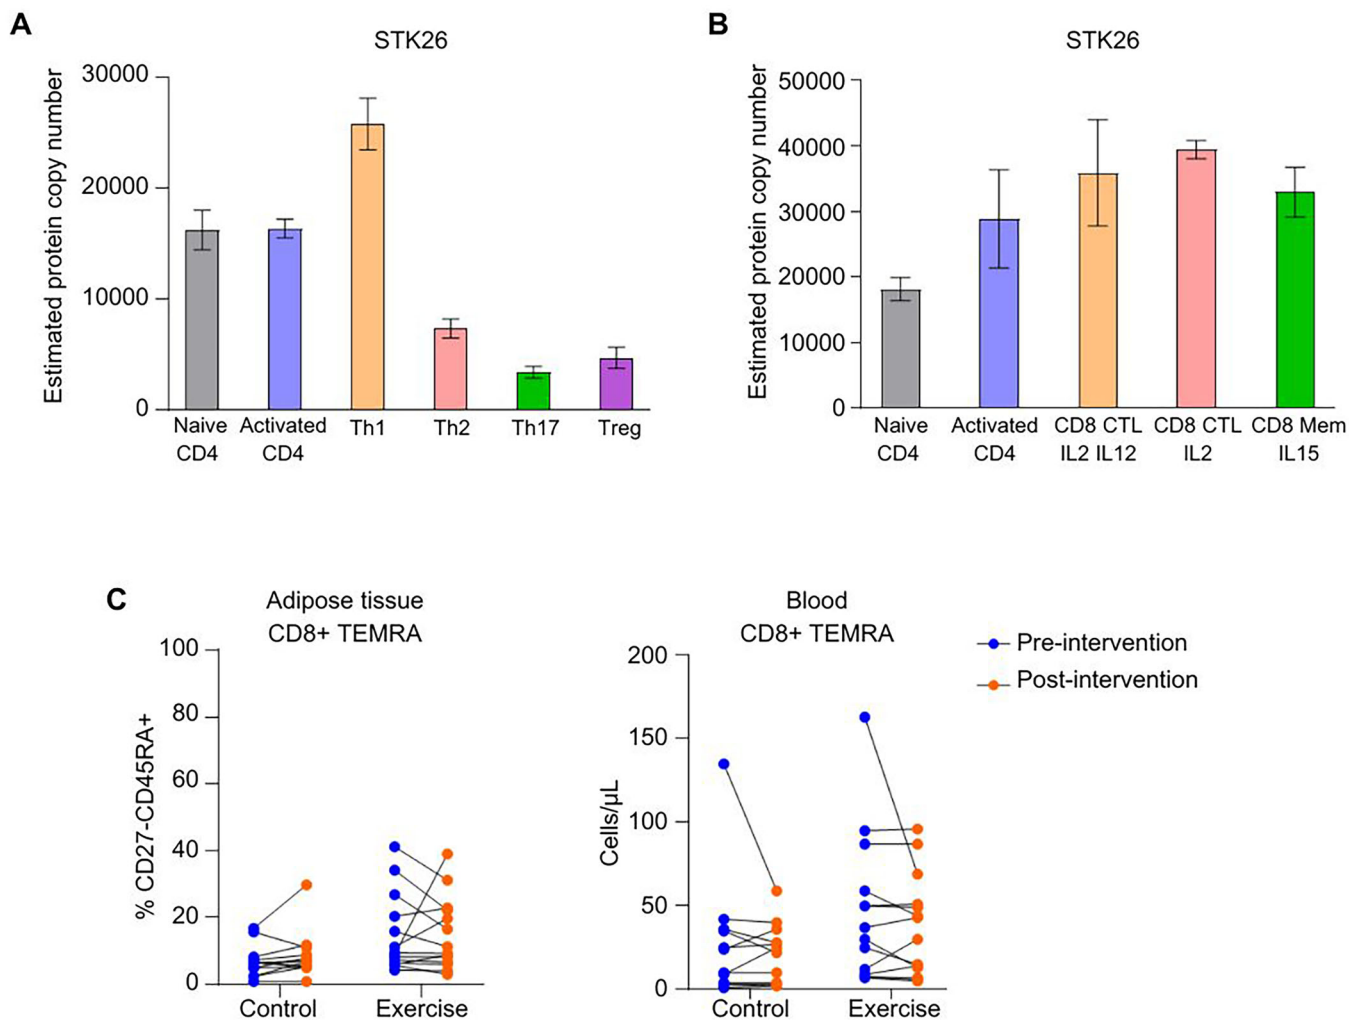 A
STK26
Estimated protein copy number
30000
20000
10000
0
Naive CD4
Activated CD4
Th1
Th2
Th17
Treg
B
STK26
Estimated protein copy number
50000
40000
30000
20000
10000
0
Naive CD4
Activated CD4
CD8 CTL IL2 IL12
CD8 CTL IL2
CD8 Mem IL15
C
Adipose tissue
CD8+ TEMRA
% CD27-CD45RA+
100
80
60
40
20
0
Control
Exercise
Blood
CD8+ TEMRA
Cells/µL
200
150
100
50
0
Control
Exercise
Pre-intervention
Post-intervention